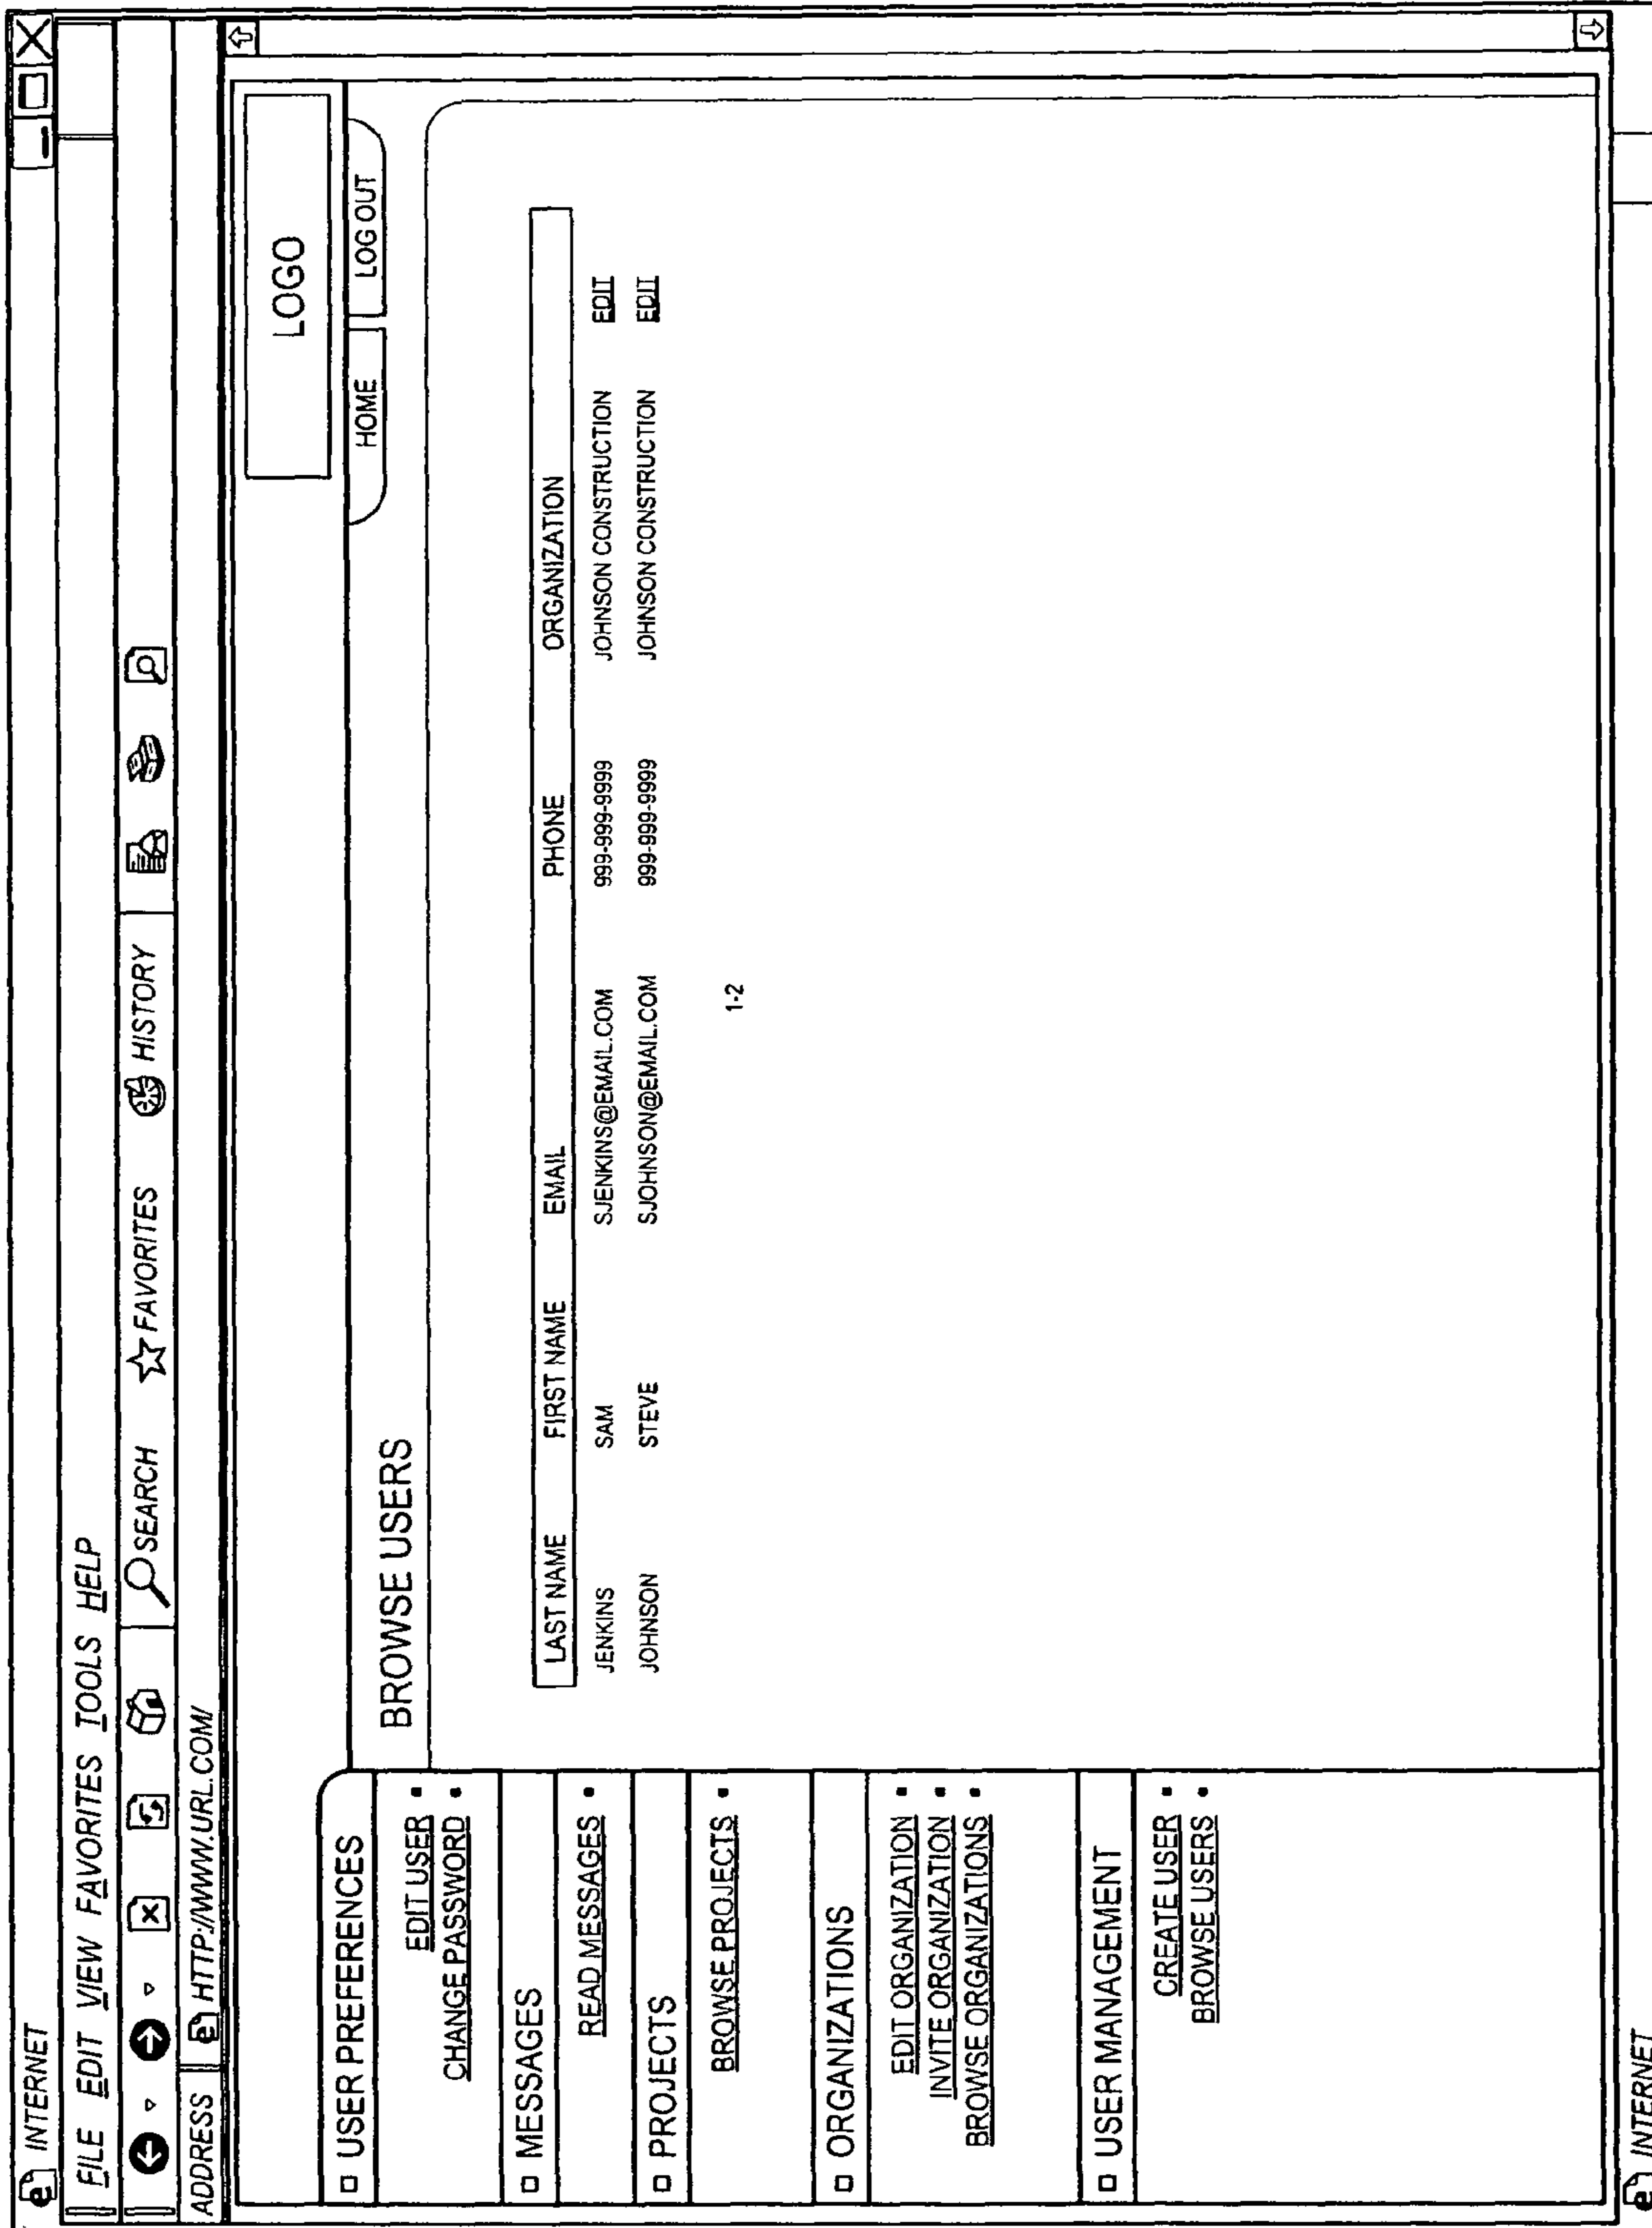 INTERNET
FILE EDIT VIEW FAVORITES TOOLS HELP
SEARCH FAVORITES HISTORY
ADDRESS HTTP://WWW.URL.COM/
LOGO
HOME LOG OUT
USER PREFERENCES
EDIT USER
CHANGE PASSWORD
MESSAGES
READ MESSAGES
PROJECTS
BROWSE PROJECTS
ORGANIZATIONS
EDIT ORGANIZATION
INVITE ORGANIZATION
BROWSE ORGANIZATIONS
USER MANAGEMENT
CREATE USER
BROWSE USERS
BROWSE USERS
LAST NAME FIRST NAME EMAIL PHONE ORGANIZATION
JENKINS SAM SJENKINS@EMAIL.COM 999-999-9999 JOHNSON CONSTRUCTION EDIT
JOHNSON STEVE SJOHNSON@EMAIL.COM 999-999-9999 JOHNSON CONSTRUCTION EDIT
1-2
INTERNET